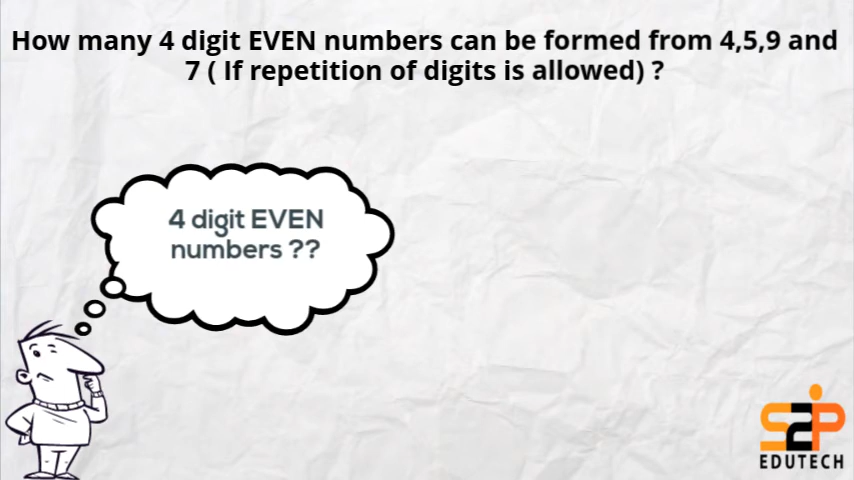 How many 4 digit EVEN numbers can be formed from 4,5,9 and
7 ( If repetition of digits is allowed) ?
4 digit EVEN
numbers ??
S2P
EDUTECH